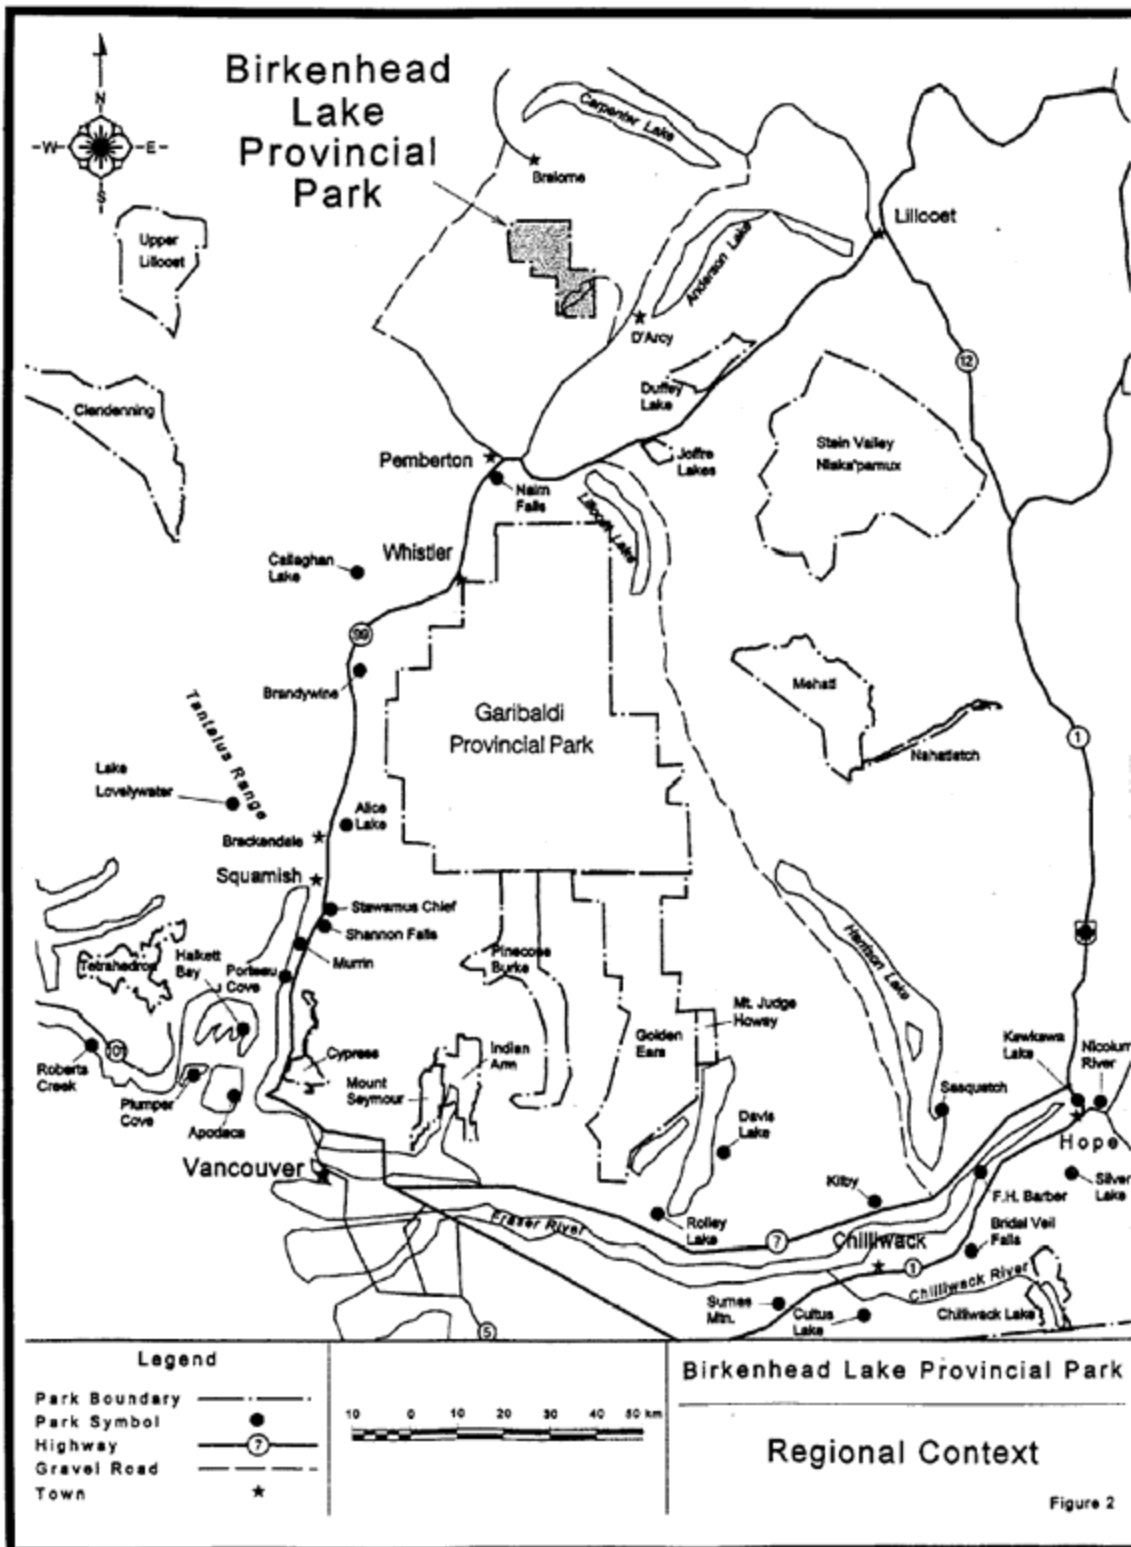 Birkenhead
Lake
Provincial
Park
N
W
E
S
Carpenter Lake
Bralorne
Upper
Lillooet
Lillooet
Anderson Lake
D'Arcy
12
Duffey
Lake
Clendenning
Stein Valley
Nlaka'pamux
Pemberton
Joffre
Lakes
Nairn
Falls
Lillooet Lake
Whistler
Callaghan
Lake
99
Brandywine
Mehatl
Garibaldi
Provincial Park
1
Nahatlatch
Tantalus Range
Lake
Lovelywater
Alice
Lake
Brackendale
Squamish
Stawamus Chief
Shannon Falls
Murrin
Harrison Lake
Pinecone
Burke
Tetrahedron
Halkett
Bay
Porteau
Cove
Mt. Judge
Howay
Golden
Ears
Indian
Arm
Cypress
Mount
Seymour
101
Roberts
Creek
Plumper
Cove
Apodaca
Kawkawa
Lake
Nicolum
River
Sasquatch
Davis
Lake
Hope
Vancouver
Kilby
F.H. Barber
Silver
Lake
Fraser River
Rolley
Lake
7
Chilliwack
1
Bridal Veil
Falls
Chilliwack River
Sumas
Mtn.
Cultus
Lake
Chilliwack Lake
5
Legend
Park Boundary
Park Symbol
Highway
7
Gravel Road
Town
10 0 10 20 30 40 50 km
Birkenhead Lake Provincial Park
Regional Context
Figure 2